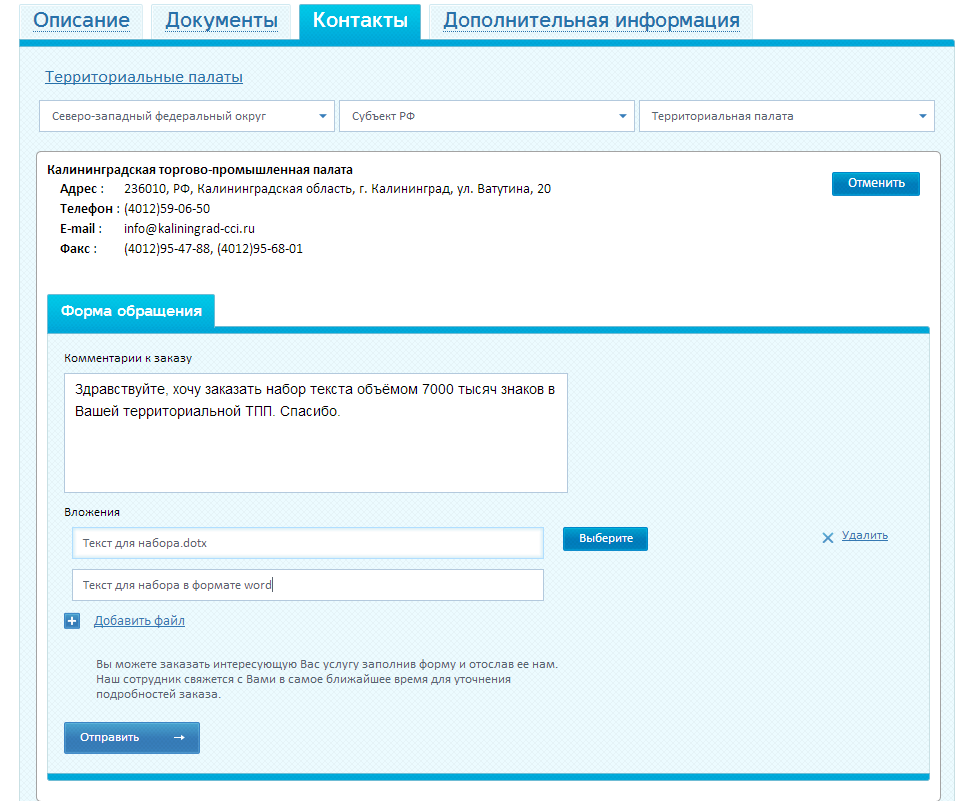 Описание Документы Контакты Дополнительная информация
Территориальные палаты
Северо-западный федеральный округ Субъект РФ Территориальная палата
Калининградская торгово-промышленная палата
Адрес : 236010, РФ, Калининградская область, г. Калининград, ул. Ватутина, 20
Отменить
Телефон : (4012)59-06-50
E-mail : info@kaliningrad-cci.ru
Факс : (4012)95-47-88, (4012)95-68-01
Форма обращения
Комментарии к заказу
Здравствуйте, хочу заказать набор текста объёмом 7000 тысяч знаков в
Вашей территориальной ТПП. Спасибо.
Вложения
Текст для набора.dotx Выберите Удалить
Текст для набора в формате word
Добавить файл
Вы можете заказать интересующую Вас услугу заполнив форму и отослав ее нам.
Наш сотрудник свяжется с Вами в самое ближайшее время для уточнения
подробностей заказа.
Отправить →